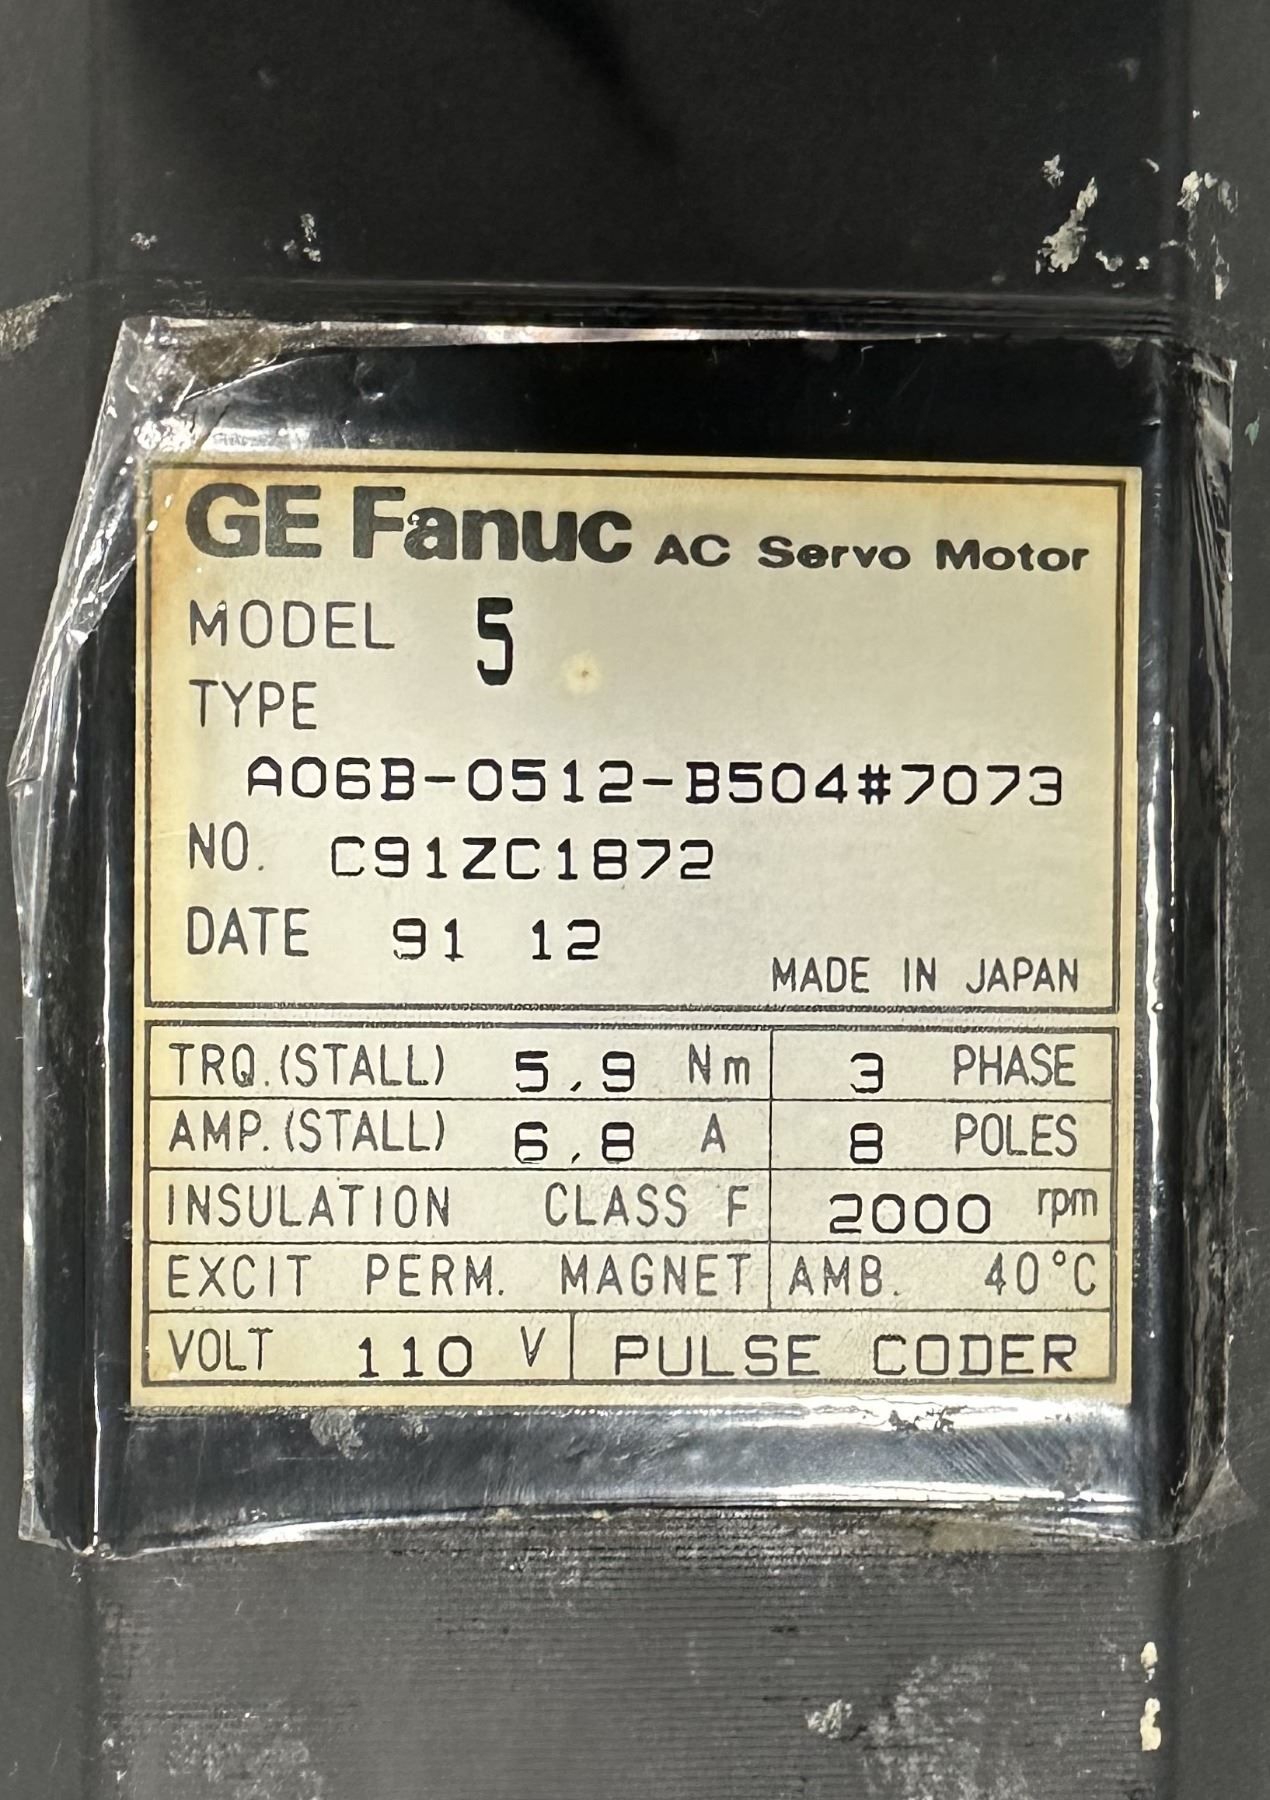 GE Fanuc AC Servo Motor
MODEL 5
TYPE
A06B-0512-B504#7073
NO. C91ZC1872
DATE 91 12
MADE IN JAPAN
TRQ.(STALL) 5.9 Nm 3 PHASE
AMP.(STALL) 6.8 A 8 POLES
INSULATION CLASS F 2000 rpm
EXCIT PERM. MAGNET AMB. 40°C
VOLT 110 V PULSE CODER